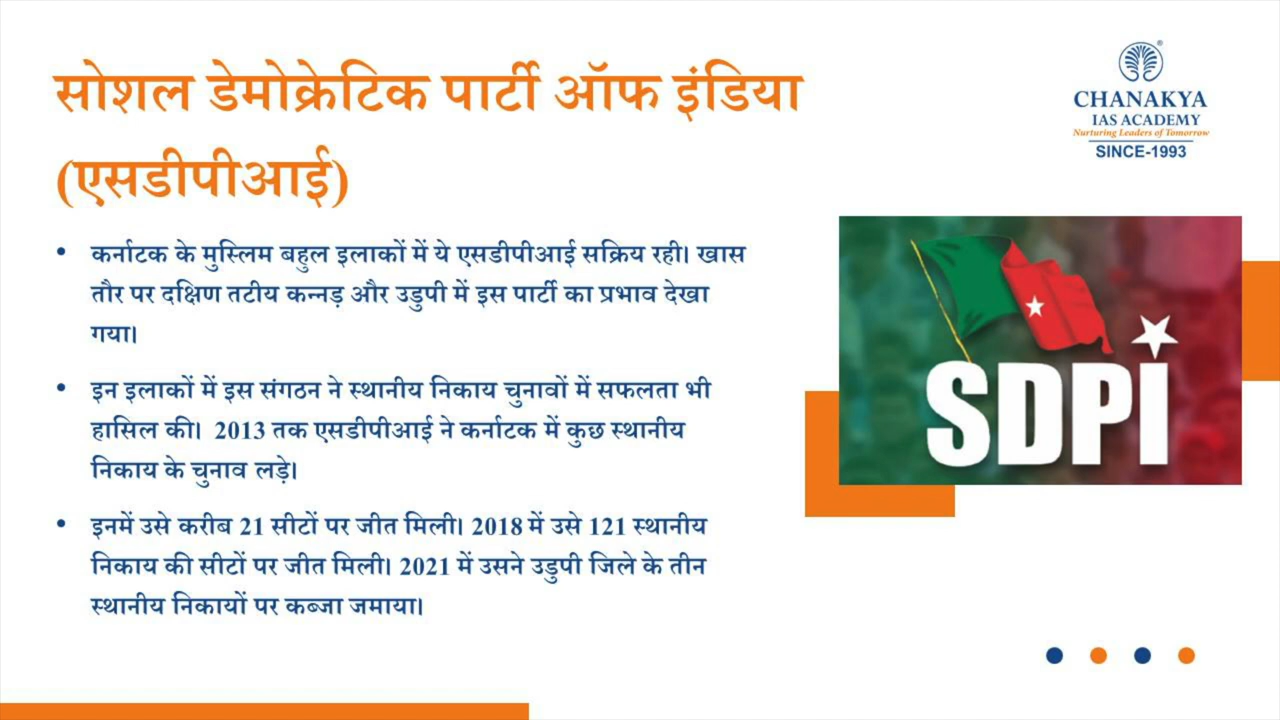 सोशल डेमोक्रेटिक पार्टी ऑफ इंडिया
(एसडीपीआई)
CHANAKYA
IAS ACADEMY
Nurturing Leaders of Tomorrow
SINCE-1993
• कर्नाटक के मुस्लिम बहुल इलाकों में ये एसडीपीआई सक्रिय रही। खास
तौर पर दक्षिण तटीय कन्नड़ और उडुपी में इस पार्टी का प्रभाव देखा
गया।
• इन इलाकों में इस संगठन ने स्थानीय निकाय चुनावों में सफलता भी
हासिल की। 2013 तक एसडीपीआई ने कर्नाटक में कुछ स्थानीय
निकाय के चुनाव लड़े।
• इनमें उसे करीब 21 सीटों पर जीत मिली। 2018 में उसे 121 स्थानीय
निकाय की सीटों पर जीत मिली। 2021 में उसने उडुपी जिले के तीन
स्थानीय निकायों पर कब्जा जमाया।
SDPI